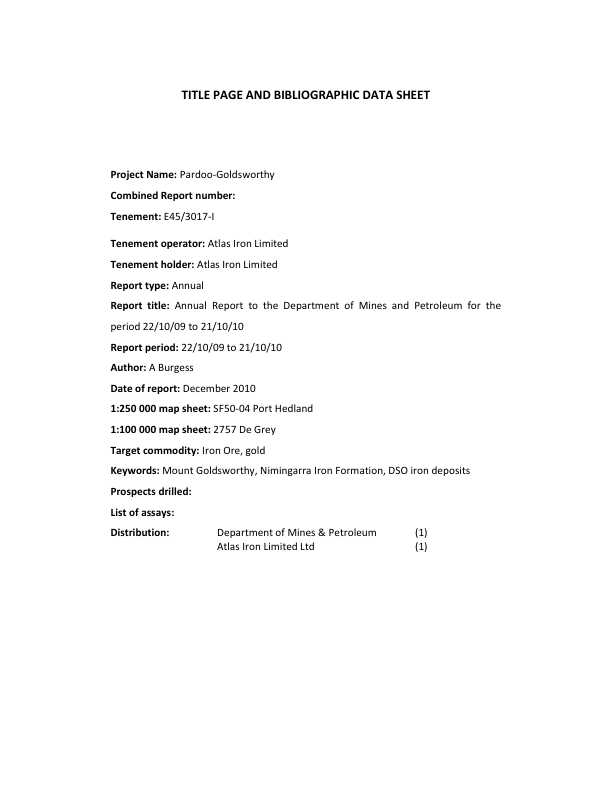 TITLE PAGE AND BIBLIOGRAPHIC DATA SHEET
Project Name: Pardoo-Goldsworthy
Combined Report number:
Tenement: E45/3017-I
Tenement operator: Atlas Iron Limited
Tenement holder: Atlas Iron Limited
Report type: Annual
Report title: Annual Report to the Department of Mines and Petroleum for the
period 22/10/09 to 21/10/10
Report period: 22/10/09 to 21/10/10
Author: A Burgess
Date of report: December 2010
1:250 000 map sheet: SF50-04 Port Hedland
1:100 000 map sheet: 2757 De Grey
Target commodity: Iron Ore, gold
Keywords: Mount Goldsworthy, Nimingarra Iron Formation, DSO iron deposits
Prospects drilled:
List of assays:
Distribution: Department of Mines & Petroleum (1)
Atlas Iron Limited Ltd (1)